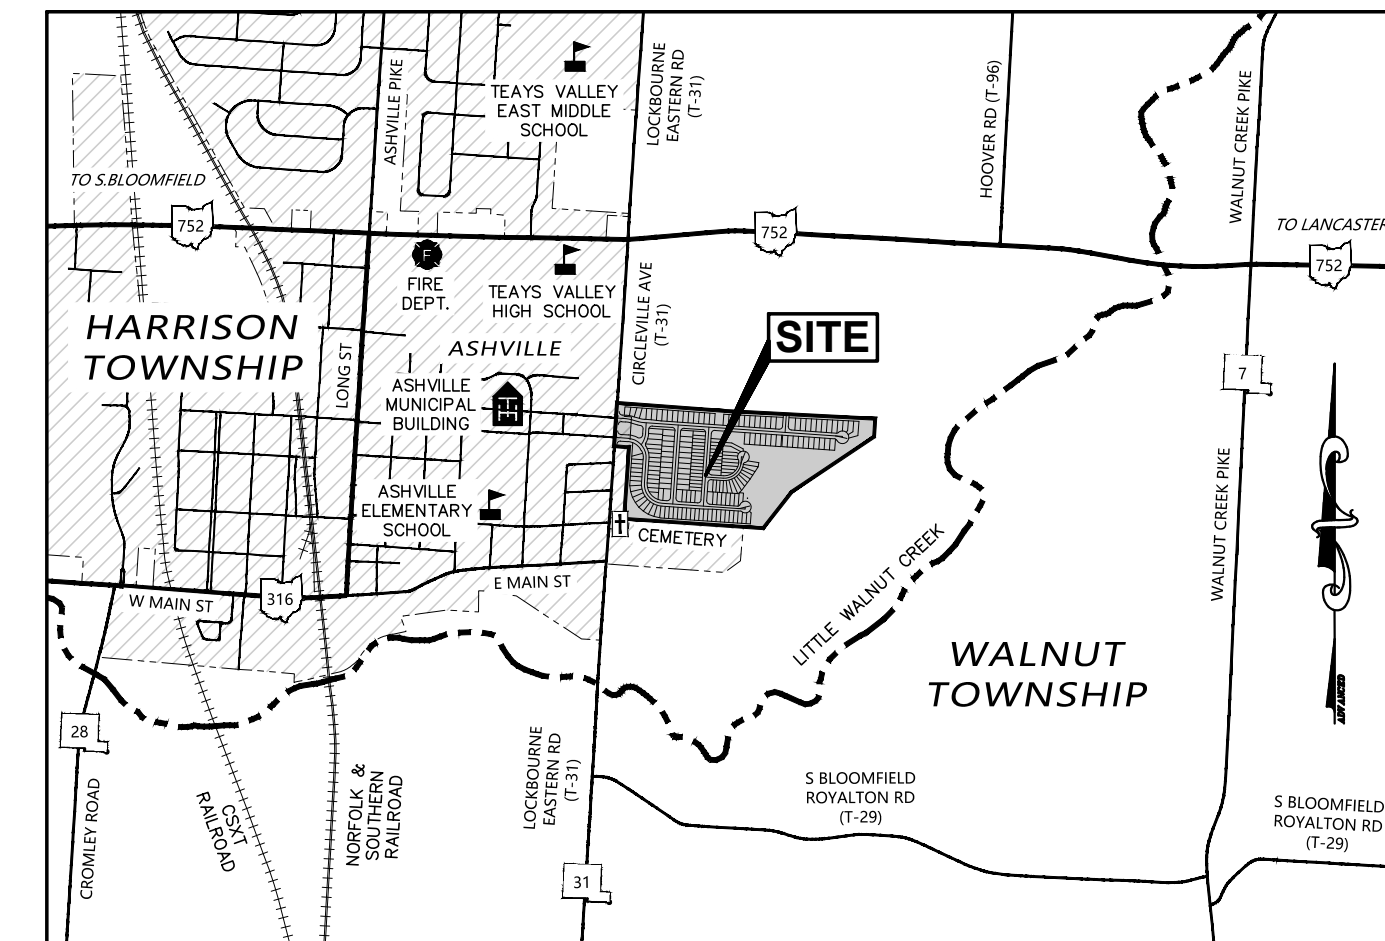 TEAYS VALLEY
EAST MIDDLE
SCHOOL
ASHVILLE PIKE
LOCKBOURNE
EASTERN RD
(T-31)
HOOVER RD (T-96)
WALNUT CREEK PIKE
TO S.BLOOMFIELD
752
752
TO LANCASTER
752
F
FIRE
DEPT.
TEAYS VALLEY
HIGH SCHOOL
CIRCLEVILLE AVE
(T-31)
HARRISON
TOWNSHIP
LONG ST
ASHVILLE
SITE
ASHVILLE
MUNICIPAL
BUILDING
7
ASHVILLE
ELEMENTARY
SCHOOL
CEMETERY
WALNUT CREEK PIKE
LITTLE WALNUT CREEK
E MAIN ST
W MAIN ST
316
WALNUT
TOWNSHIP
ADVANCED
28
CROMLEY ROAD
CSXT
RAILROAD
NORFOLK &
SOUTHERN
RAILROAD
LOCKBOURNE
EASTERN RD
(T-31)
S BLOOMFIELD
ROYALTON RD
(T-29)
S BLOOMFIELD
ROYALTON RD
(T-29)
31